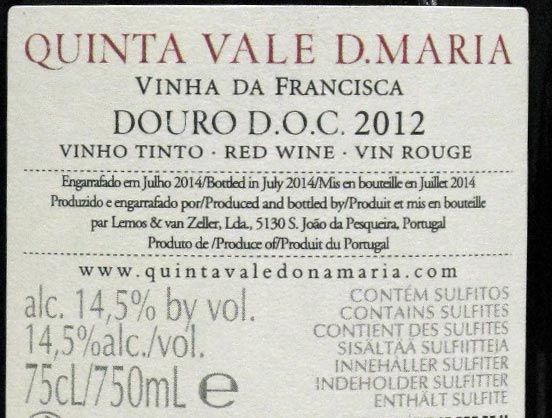 QUINTA VALE D.MARIA
VINHA DA FRANCISCA
DOURO D.O.C. 2012
VINHO TINTO · RED WINE · VIN ROUGE
Engarrafado em Julho 2014/Bottled in July 2014/Mis en bouteille en Juillet 2014
Produzido e engarrafado por/Produced and bottled by/Produit et mis en bouteille
par Lemos & van Zeller, Lda., 5130 S. João da Pesqueira, Portugal
Produto de /Produce of/Produit du Portugal
www.quintavaledonamaria.com
alc. 14,5% by vol.
14,5%alc./vol.
75cL/750mL e
CONTÉM SULFITOS
CONTAINS SULFITES
CONTIENT DES SULFITES
SISÄLTÄÄ SULFIITTEJA
INNEHÅLLER SULFITER
INDEHOLDER SULFITTER
ENTHÄLT SULFITE